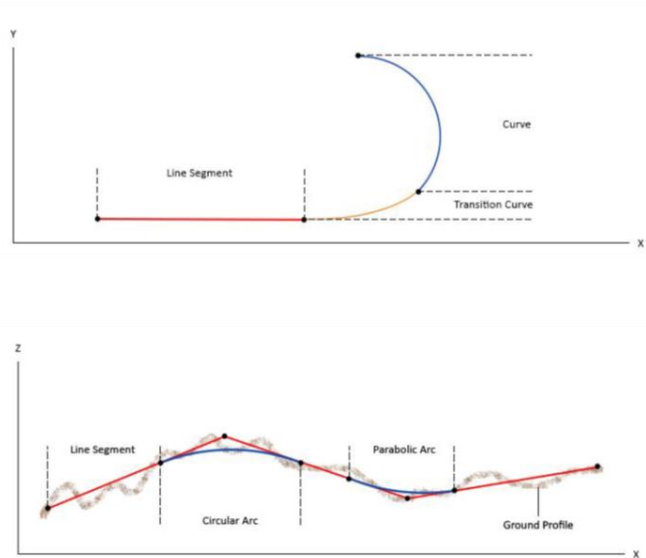 Y
Curve
Line Segment
Transition Curve
X
Z
Line Segment
Parabolic Arc
Circular Arc
Ground Profile
X